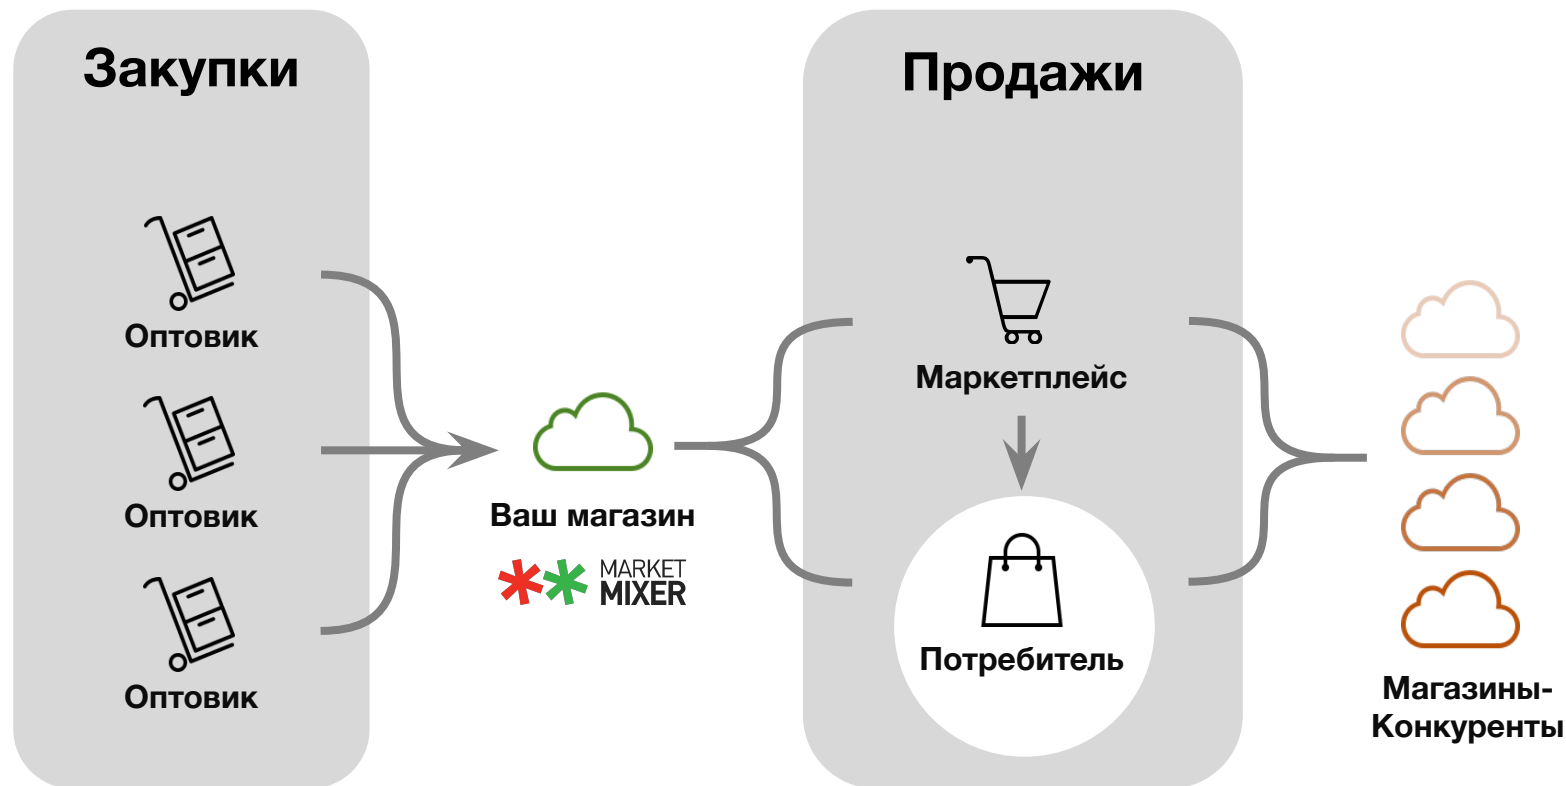 Закупки
Оптовик
Оптовик
Оптовик
Ваш магазин
MARKET
MIXER
Продажи
Маркетплейс
Потребитель
Магазины-
Конкуренты